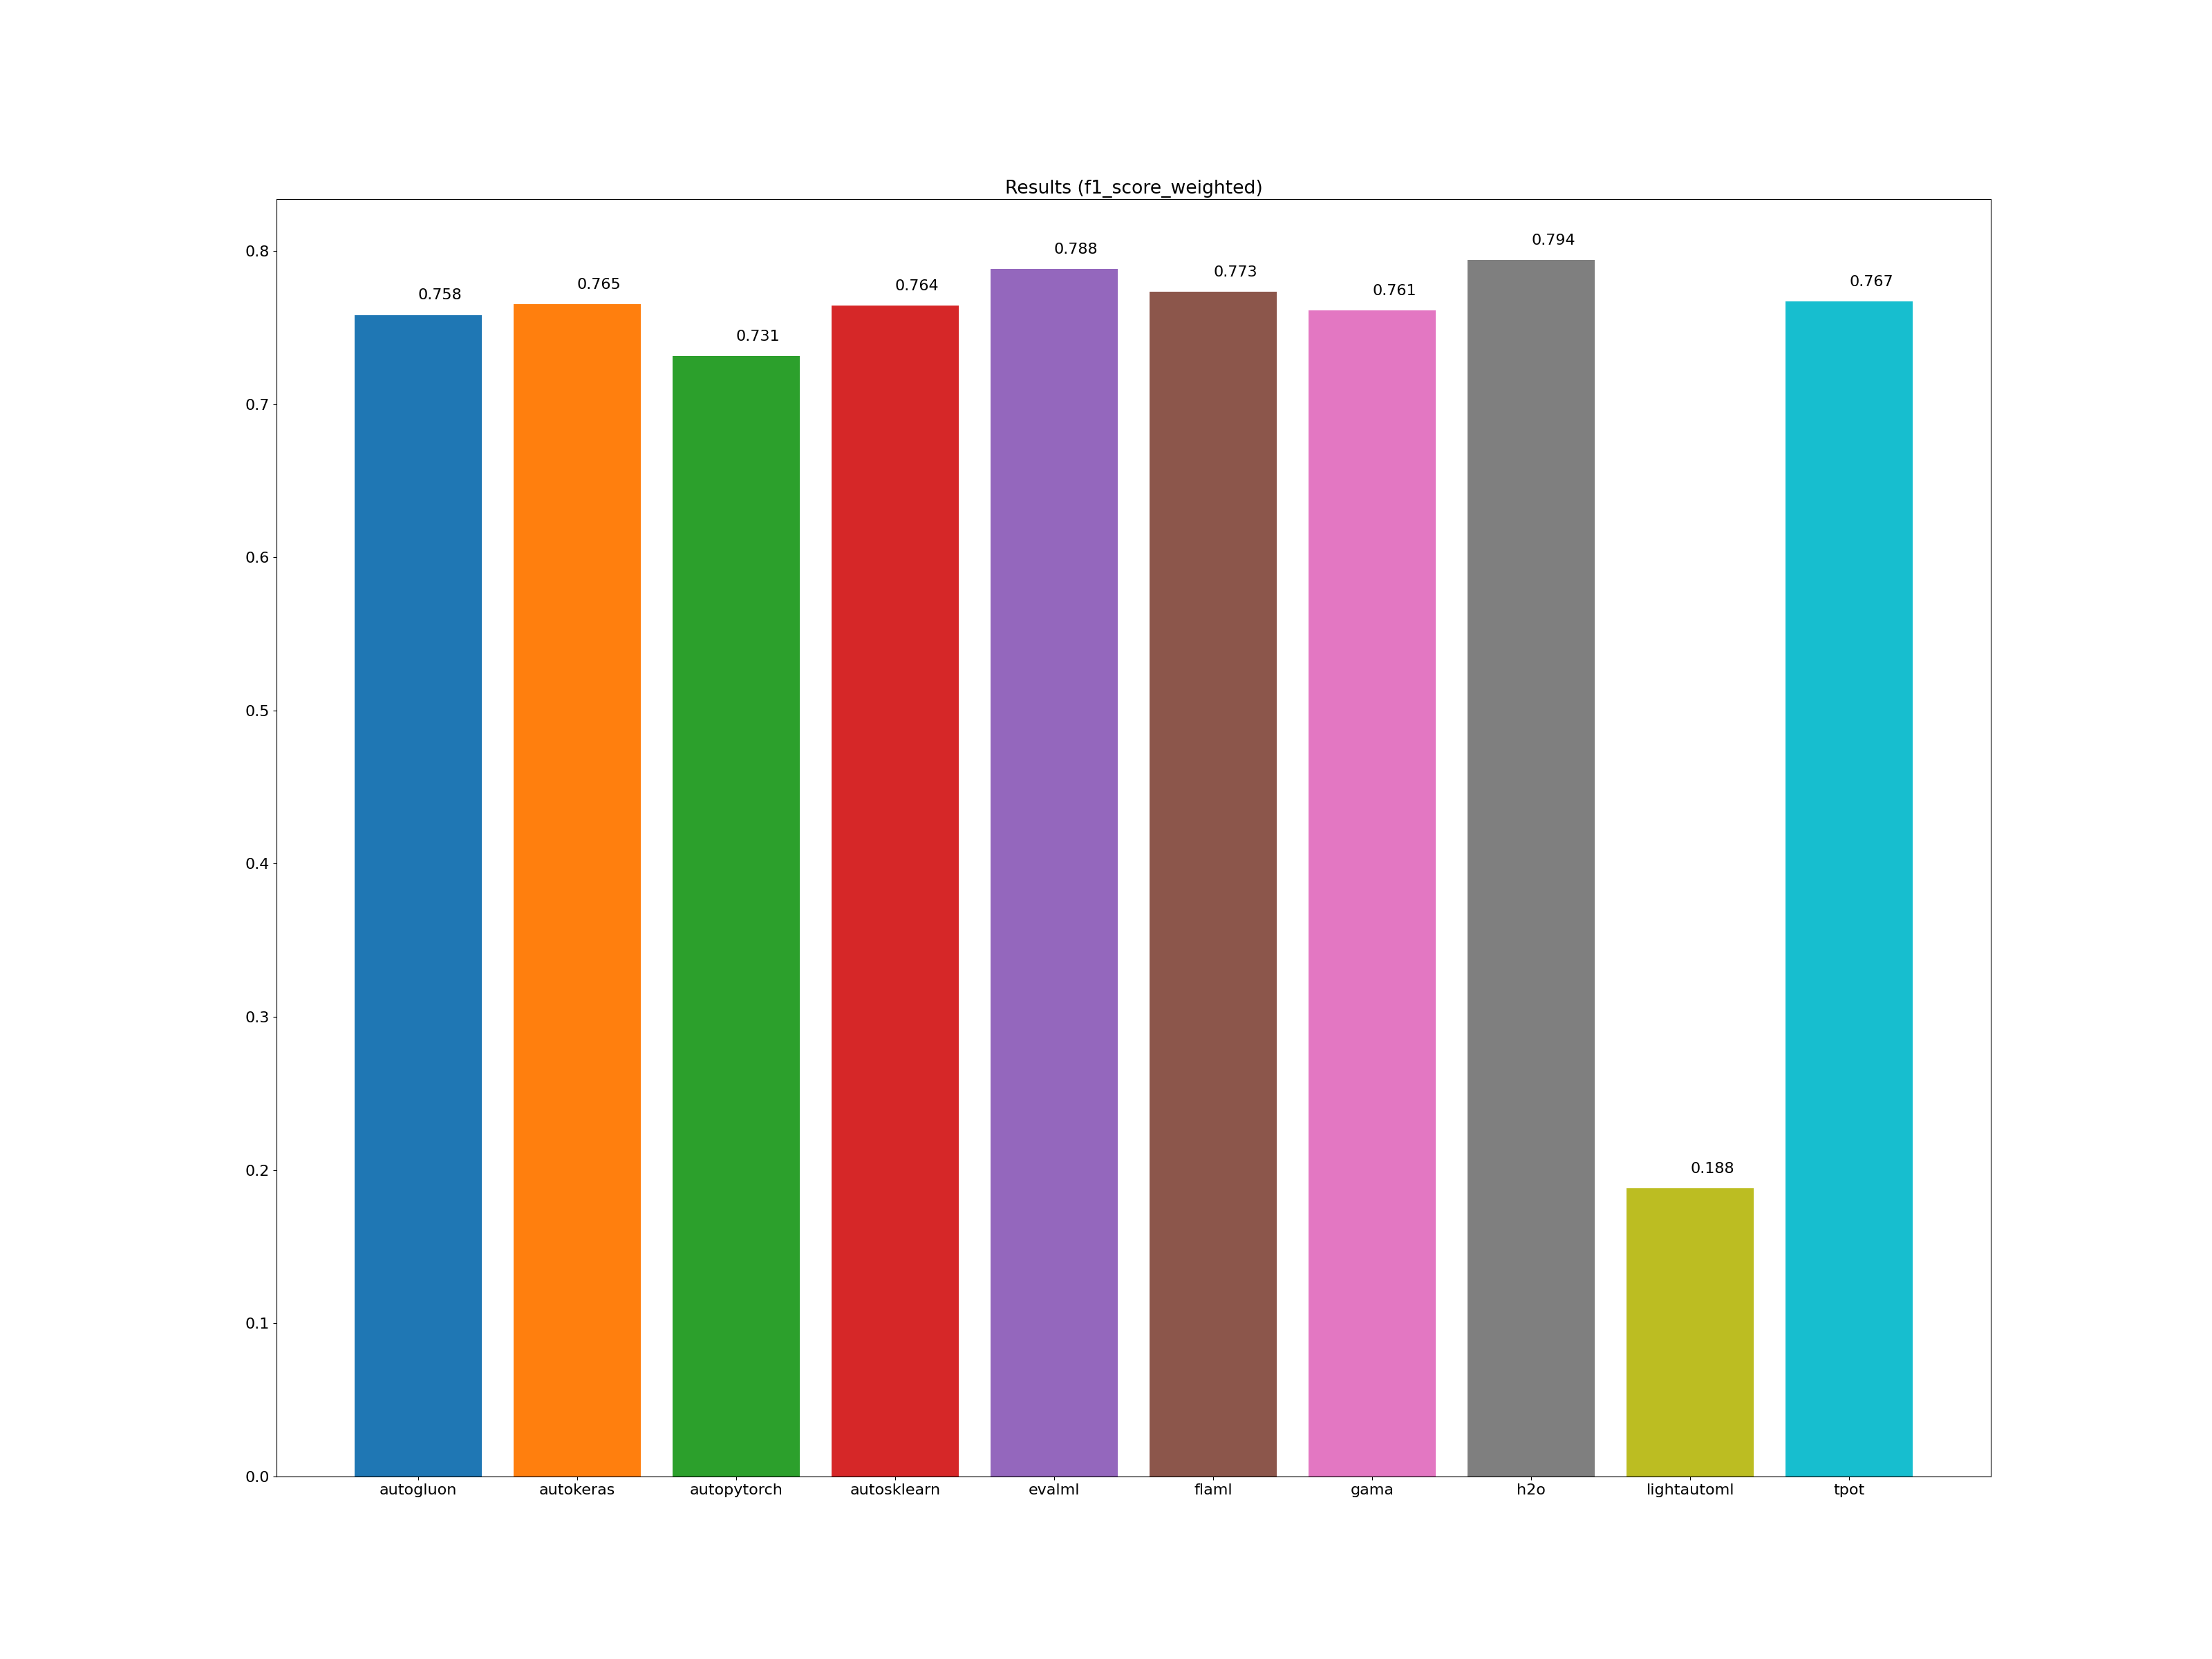 Results (f1_score_weighted)
0.8
0.7
0.6
0.5
0.4
0.3
0.2
0.1
0.0
0.758
0.765
0.731
0.764
0.788
0.773
0.761
0.794
0.188
0.767
autogluon
autokeras
autopytorch
autosklearn
evalml
flaml
gama
h2o
lightautoml
tpot